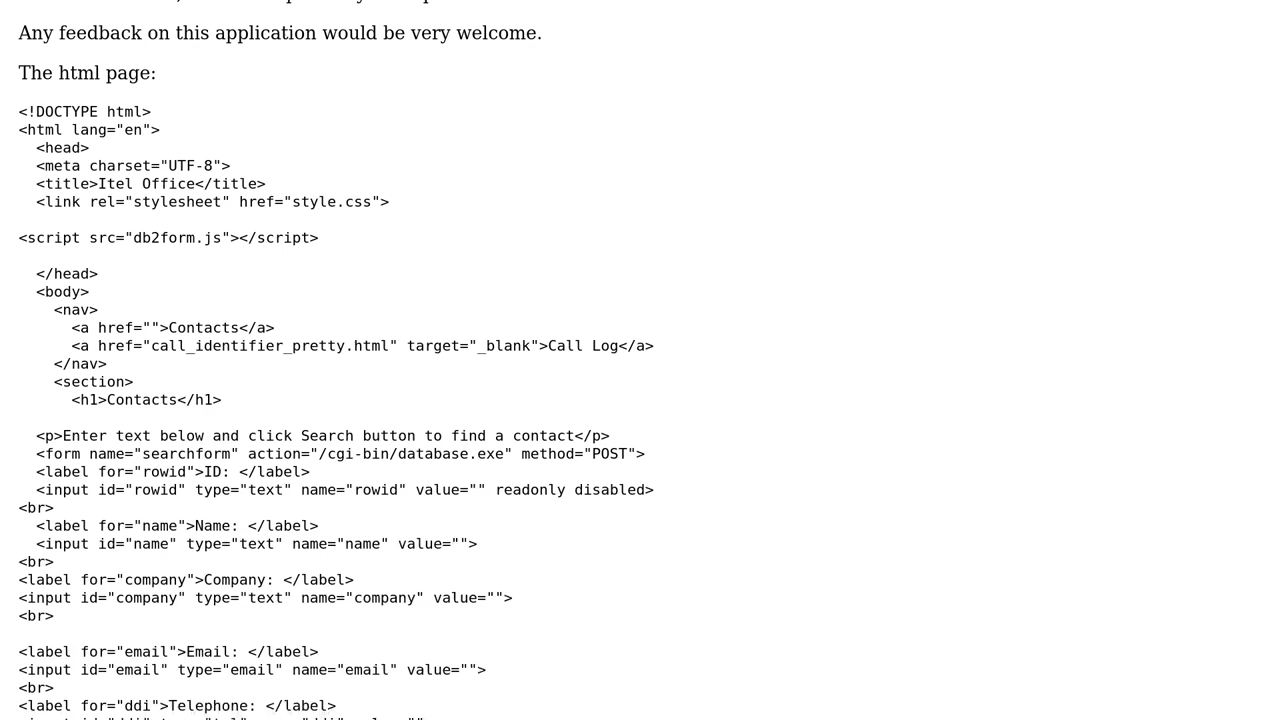 Any feedback on this application would be very welcome.
The html page:
<!DOCTYPE html>
<html lang="en">
  <head>
  <meta charset="UTF-8">
  <title>Itel Office</title>
  <link rel="stylesheet" href="style.css">

<script src="db2form.js"></script>

  </head>
  <body>
    <nav>
      <a href="">Contacts</a>
      <a href="call_identifier_pretty.html" target="_blank">Call Log</a>
    </nav>
    <section>
      <h1>Contacts</h1>

  <p>Enter text below and click Search button to find a contact</p>
  <form name="searchform" action="/cgi-bin/database.exe" method="POST">
  <label for="rowid">ID: </label>
  <input id="rowid" type="text" name="rowid" value="" readonly disabled>
<br>
  <label for="name">Name: </label>
  <input id="name" type="text" name="name" value="">
<br>
<label for="company">Company: </label>
<input id="company" type="text" name="company" value="">
<br>

<label for="email">Email: </label>
<input id="email" type="email" name="email" value="">
<br>
<label for="ddi">Telephone: </label>